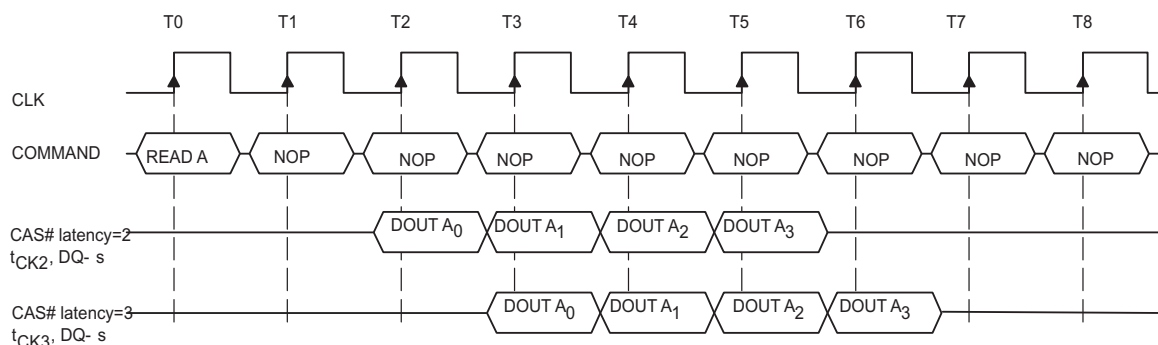 T0 T1 T2 T3 T4 T5 T6 T7 T8
CLK
COMMAND READ A NOP NOP NOP NOP NOP NOP NOP NOP
DOUT A0 DOUT A1 DOUT A2 DOUT A3
CAS# latency=2
tCK2, DQ- s
DOUT A0 DOUT A1 DOUT A2 DOUT A3
CAS# latency=3
tCK3, DQ- s